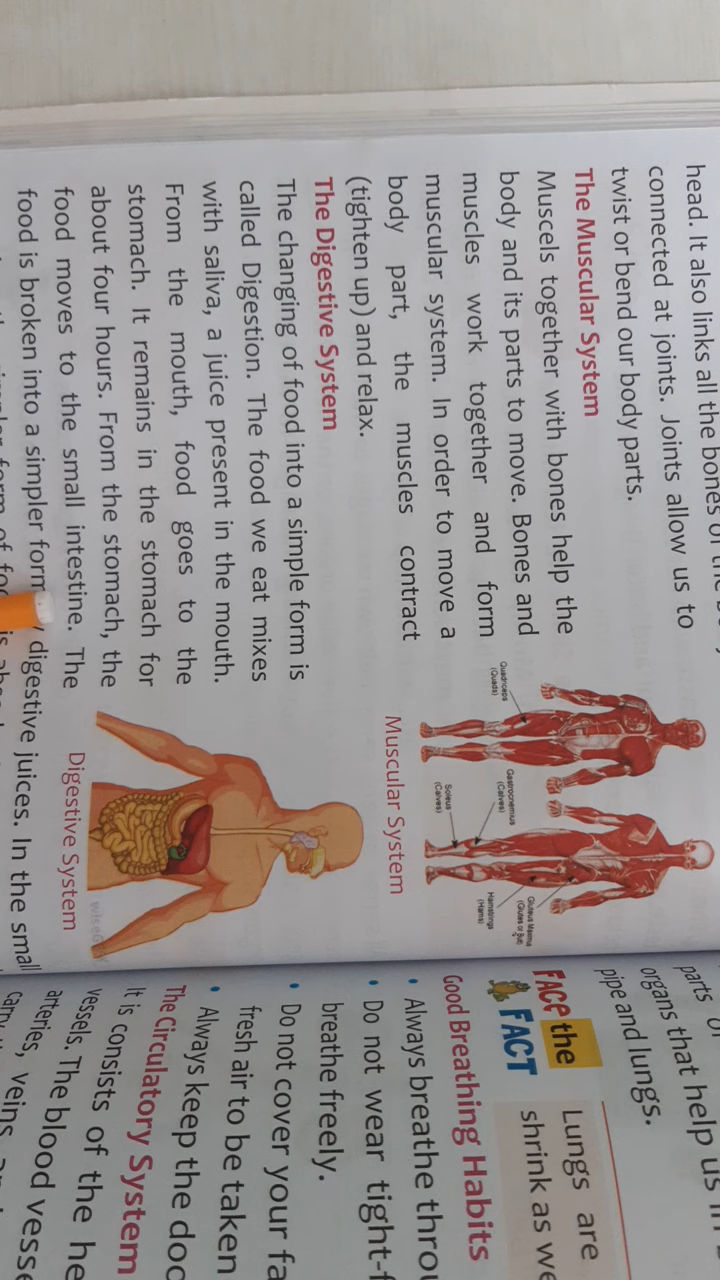 head. It also links all the bones of the
connected at joints. Joints allow us to
twist or bend our body parts.
The Muscular System
Muscels together with bones help the
body and its parts to move. Bones and
muscles work together and form
muscular system. In order to move a
body part, the muscles contract
(tighten up) and relax.
The Digestive System
The changing of food into a simple form is
called Digestion. The food we eat mixes
with saliva, a juice present in the mouth.
From the mouth, food goes to the
stomach. It remains in the stomach for
about four hours. From the stomach, the
food moves to the small intestine. The
food is broken into a simpler form digestive juices. In the small
Quadriceps
(Quads)
Gastrocnemius
(Calves)
Soleus
(Calves)
Gluteus Maximus
(Glutes or Butt)
Hamstrings
(Hams)
Muscular System
Digestive System
parts
organs that help us in
pipe and lungs.
FACE the
FACT
Lungs are
shrink as we
Good Breathing Habits
• Always breathe
• Do not wear
breathe freely.
• Do not cover your
fresh air to be taken
• Always keep the
The Circulatory System
It is consists of the
vessels. The blood
arteries, veins